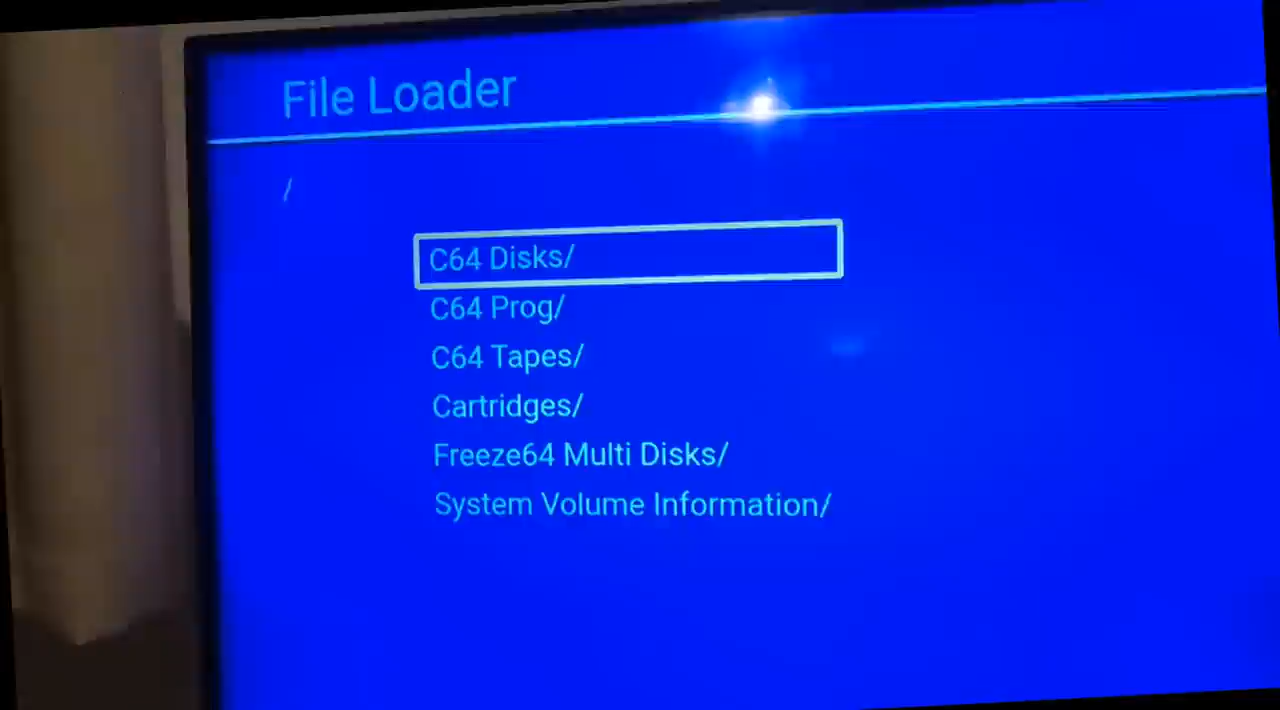 File Loader
/
C64 Disks/
C64 Prog/
C64 Tapes/
Cartridges/
Freeze64 Multi Disks/
System Volume Information/